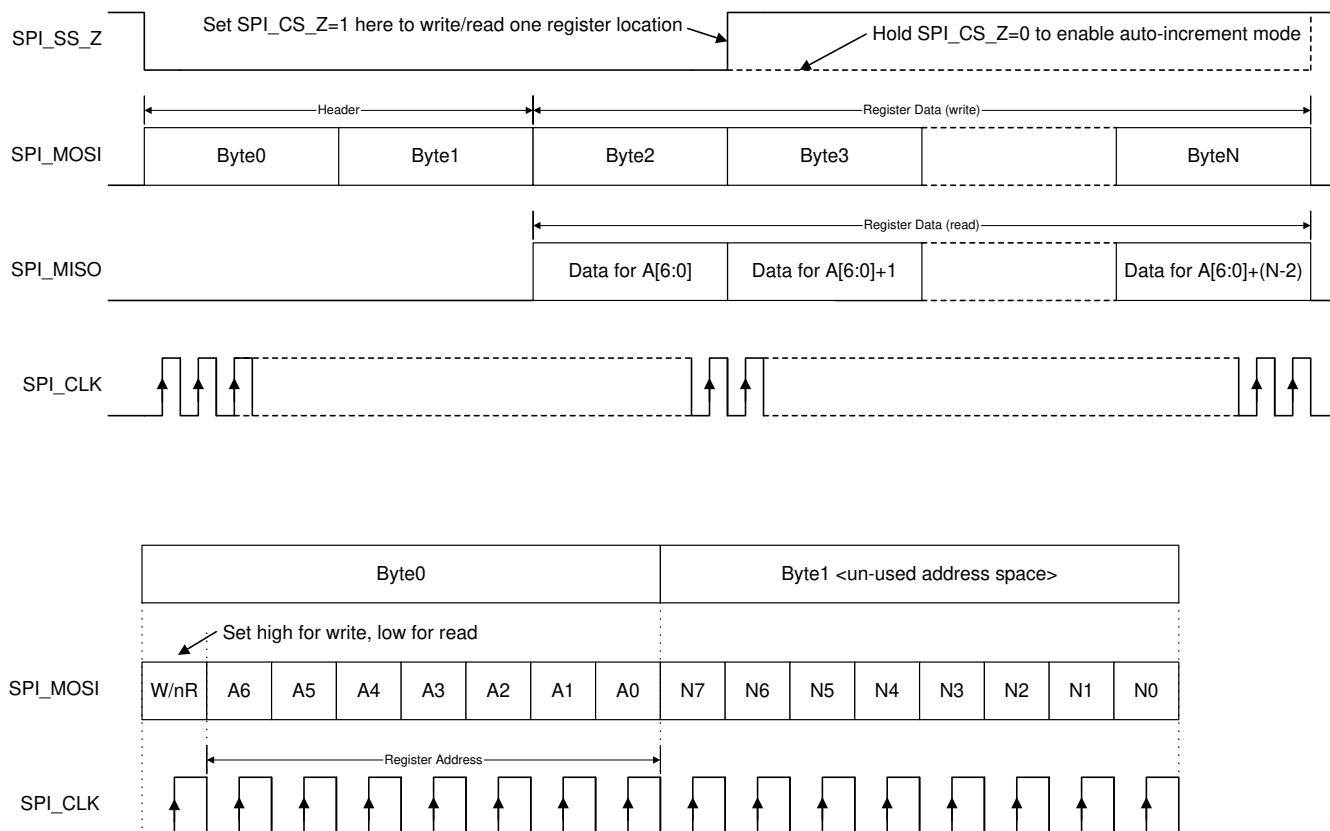 Set SPI_CS_Z=1 here to write/read one register location
Hold SPI_CS_Z=0 to enable auto-increment mode
SPI_SS_Z
Header
Register Data (write)
SPI_MOSI
Byte0
Byte1
Byte2
Byte3
ByteN
Register Data (read)
SPI_MISO
Data for A[6:0]
Data for A[6:0]+1
Data for A[6:0]+(N-2)
SPI_CLK
Byte0
Byte1 <un-used address space>
Set high for write, low for read
SPI_MOSI
W/nR
A6
A5
A4
A3
A2
A1
A0
N7
N6
N5
N4
N3
N2
N1
N0
Register Address
SPI_CLK